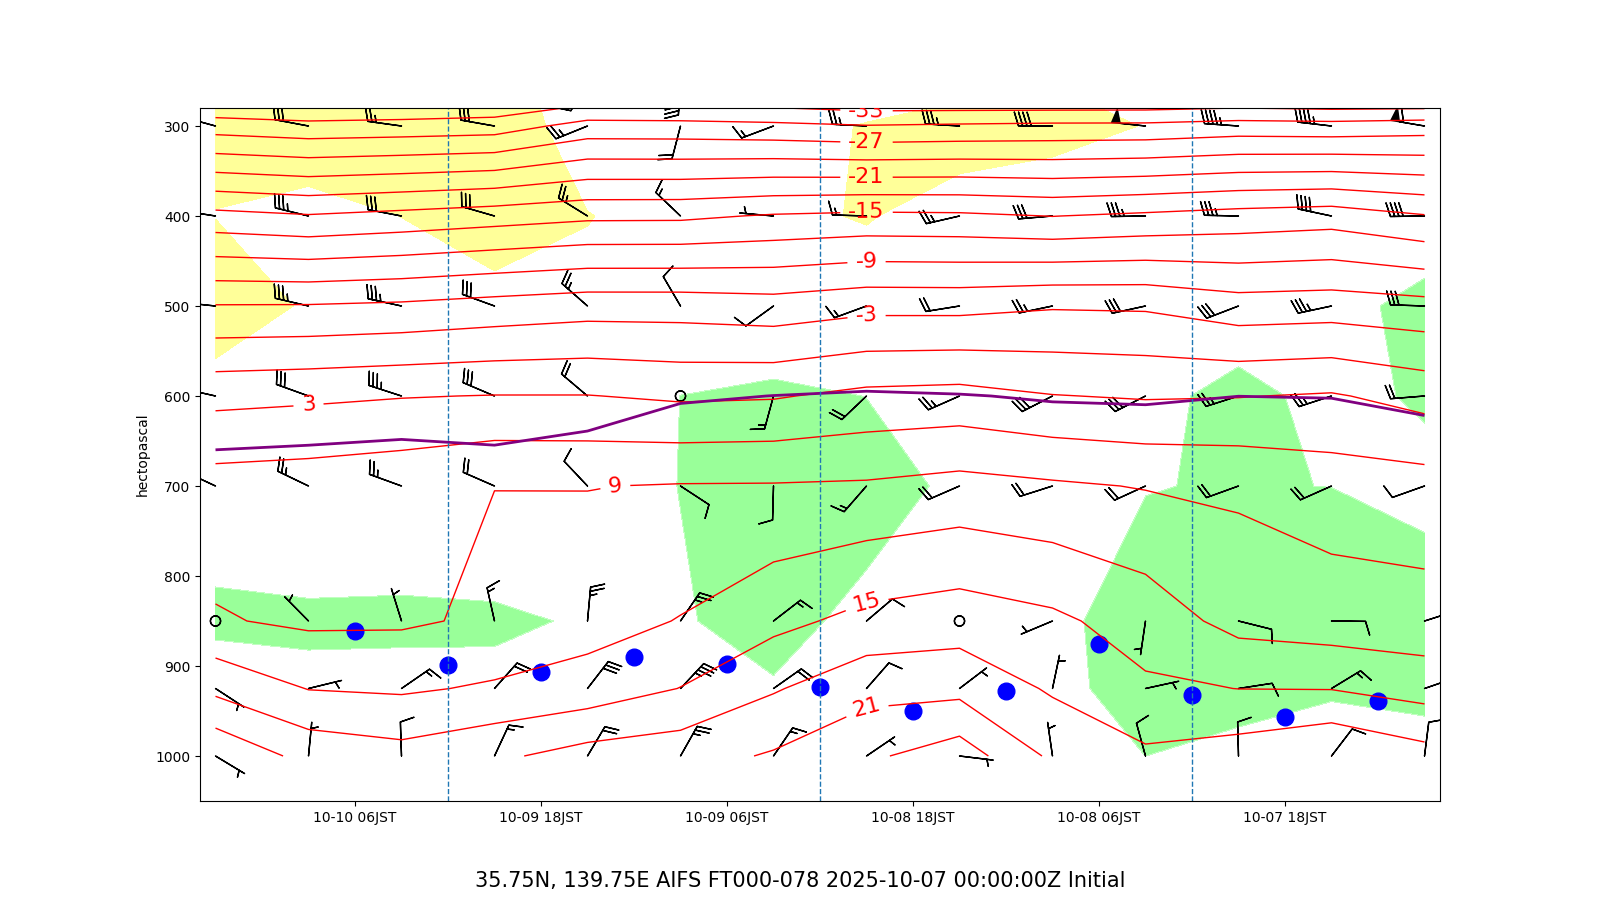 -33
300
-27
-21
400
-15
-9
500
-3
600
3
hectopascal
9
700
800
15
900
21
1000
10-10 06JST
10-09 18JST
10-09 06JST
10-08 18JST
10-08 06JST
10-07 18JST
35.75N, 139.75E AIFS FT000-078 2025-10-07 00:00:00Z Initial